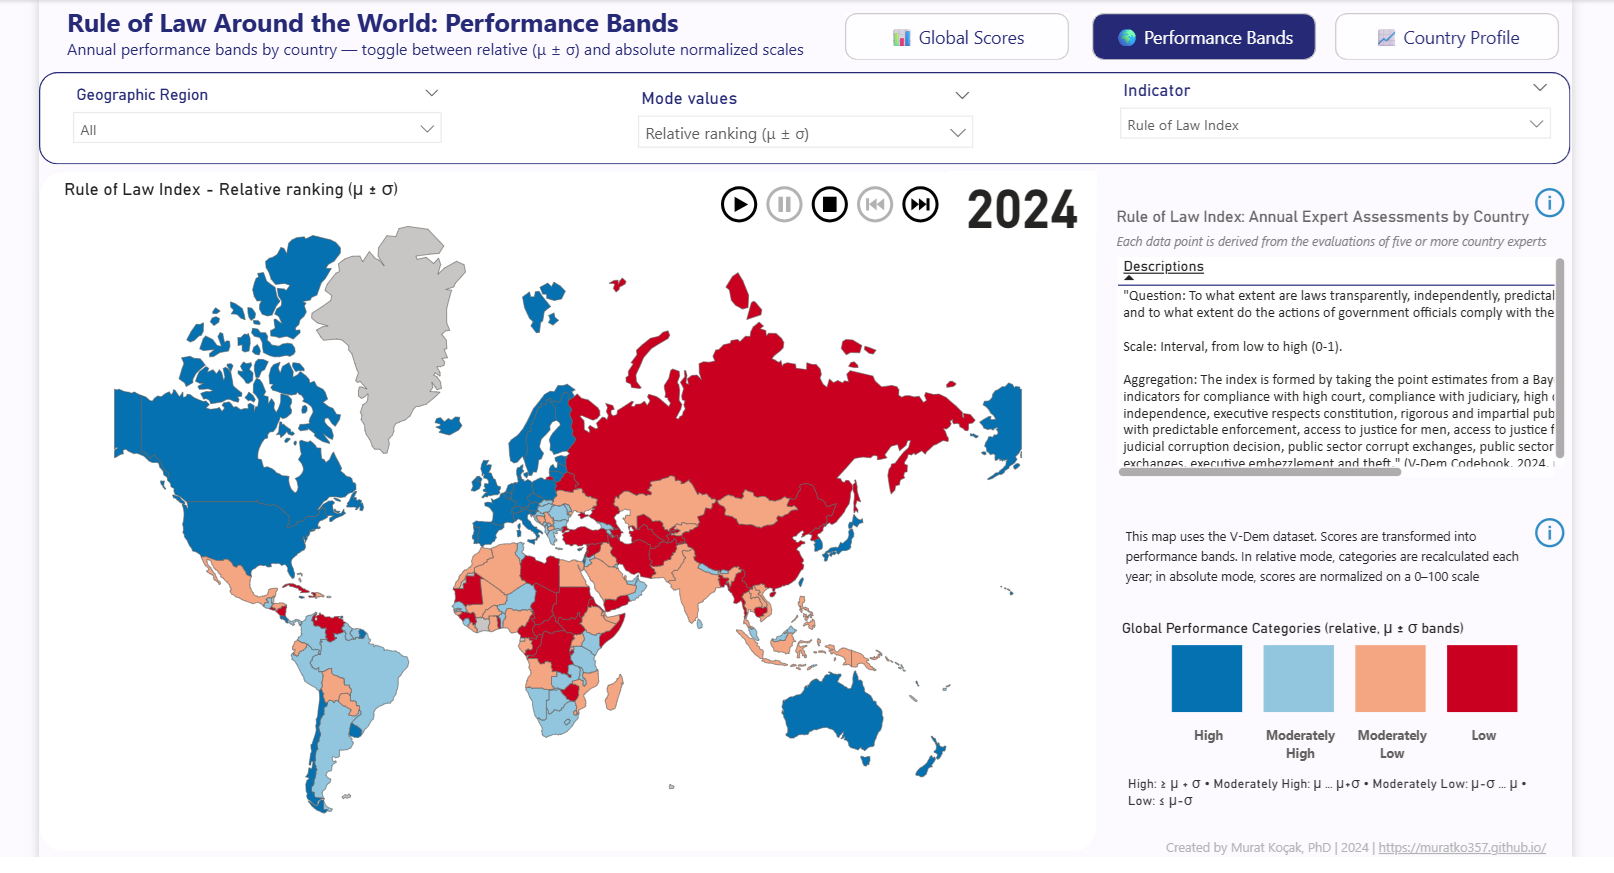 Rule of Law Around the World: Performance Bands
Annual performance bands by country — toggle between relative (μ ± σ) and absolute normalized scales
Global Scores
Performance Bands
Country Profile
Geographic Region
All
Mode values
Relative ranking (μ ± σ)
Indicator
Rule of Law Index
Rule of Law Index - Relative ranking (μ ± σ)
2024
Rule of Law Index: Annual Expert Assessments by Country
Each data point is derived from the evaluations of five or more country experts
Descriptions
"Question: To what extent are laws transparently, independently, predictal
and to what extent do the actions of government officials comply with the
Scale: Interval, from low to high (0-1).
Aggregation: The index is formed by taking the point estimates from a Bay
indicators for compliance with high court, compliance with judiciary, high
independence, executive respects constitution, rigorous and impartial pub
with predictable enforcement, access to justice for men, access to justice f
judicial corruption decision, public sector corrupt exchanges, public sector
exchanges, executive embezzlement and theft." (V-Dem Codebook, 2024,
This map uses the V-Dem dataset. Scores are transformed into
performance bands. In relative mode, categories are recalculated each
year; in absolute mode, scores are normalized on a 0–100 scale
Global Performance Categories (relative, μ ± σ bands)
High
Moderately High
Moderately Low
Low
High: ≥ μ + σ • Moderately High: μ … μ+σ • Moderately Low: μ-σ … μ •
Low: ≤ μ-σ
Created by Murat Koçak, PhD | 2024 | https://muratko357.github.io/